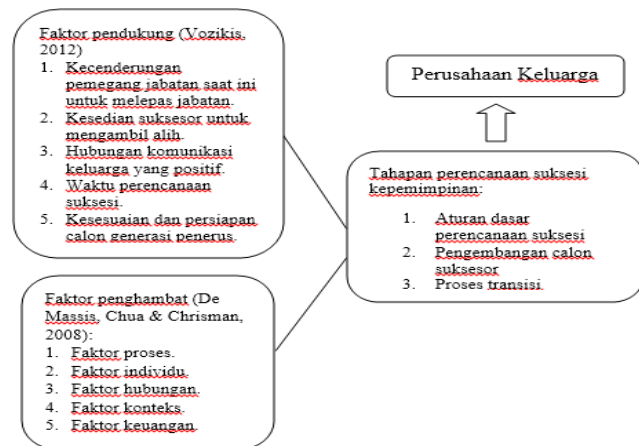 Faktor pendukung (Vozikis,
2012)
1. Kecenderungan
pemegang jabatan saat ini
untuk melepas jabatan.
2. Kesedian suksesor untuk
mengambil alih.
3. Hubungan komunikasi
keluarga yang positif.
4. Waktu perencanaan
suksesi.
5. Kesesuaian dan persiapan
calon generasi penerus.
Faktor penghambat (De
Massis, Chua & Chrisman,
2008):
1. Faktor proses.
2. Faktor individu.
3. Faktor hubungan.
4. Faktor konteks.
5. Faktor keuangan.
Perusahaan Keluarga
Tahapan perencanaan suksesi
kepemimpinan:
1. Aturan dasar
perencanaan suksesi
2. Pengembangan calon
suksesor
3. Proses transisi